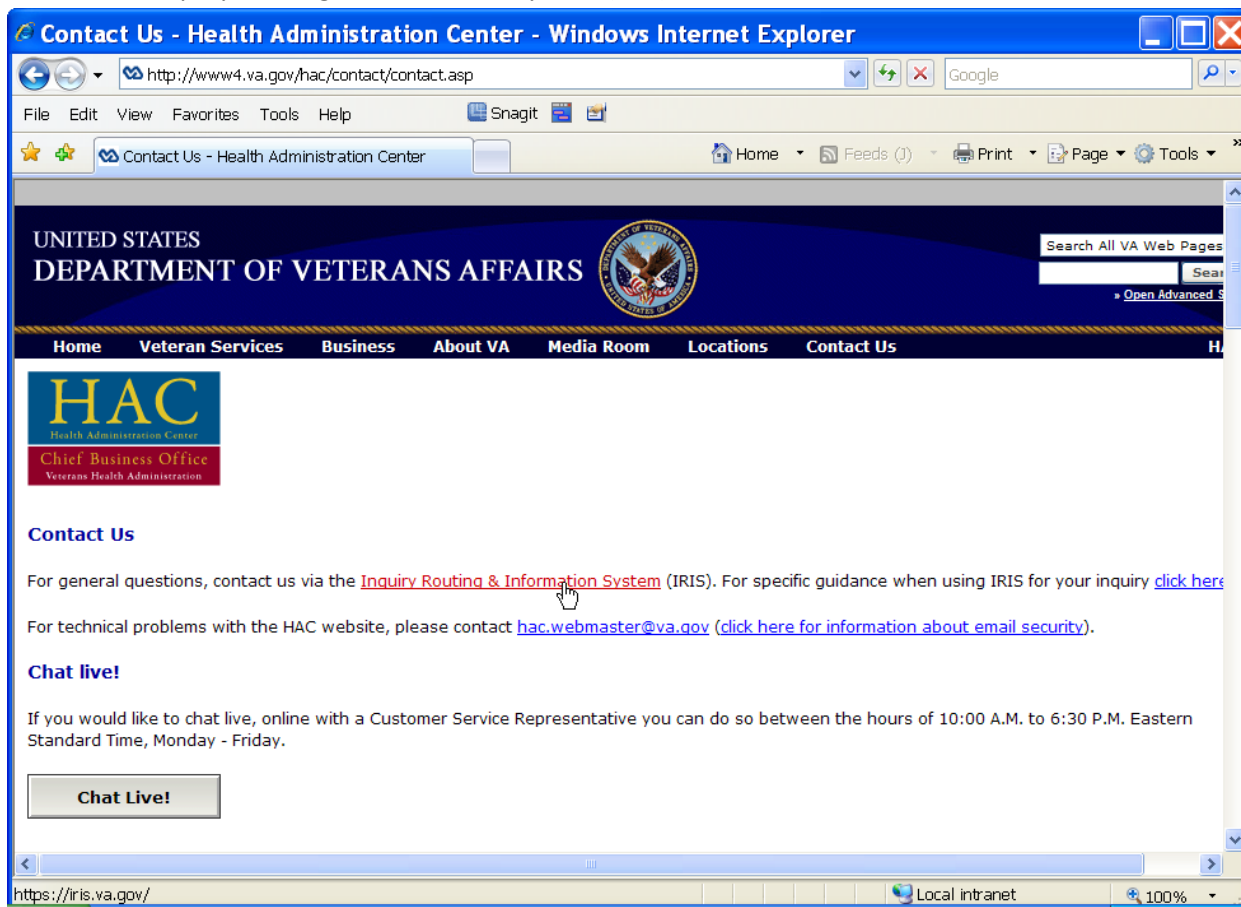 Contact Us - Health Administration Center - Windows Internet Explorer
http://www4.va.gov/hac/contact/contact.asp
Google
File Edit View Favorites Tools Help Snagit
Contact Us - Health Administration Center Home Feeds (J) Print Page Tools »
UNITED STATES
DEPARTMENT OF VETERANS AFFAIRS
Search All VA Web Pages
Sear
» Open Advanced S
Home Veteran Services Business About VA Media Room Locations Contact Us HA
HAC
Health Administration Center
Chief Business Office
Veterans Health Administration
Contact Us
For general questions, contact us via the Inquiry Routing & Information System (IRIS). For specific guidance when using IRIS for your inquiry click here
For technical problems with the HAC website, please contact hac.webmaster@va.gov (click here for information about email security).
Chat live!
If you would like to chat live, online with a Customer Service Representative you can do so between the hours of 10:00 A.M. to 6:30 P.M. Eastern
Standard Time, Monday - Friday.
Chat Live!
https://iris.va.gov/ Local intranet 100%